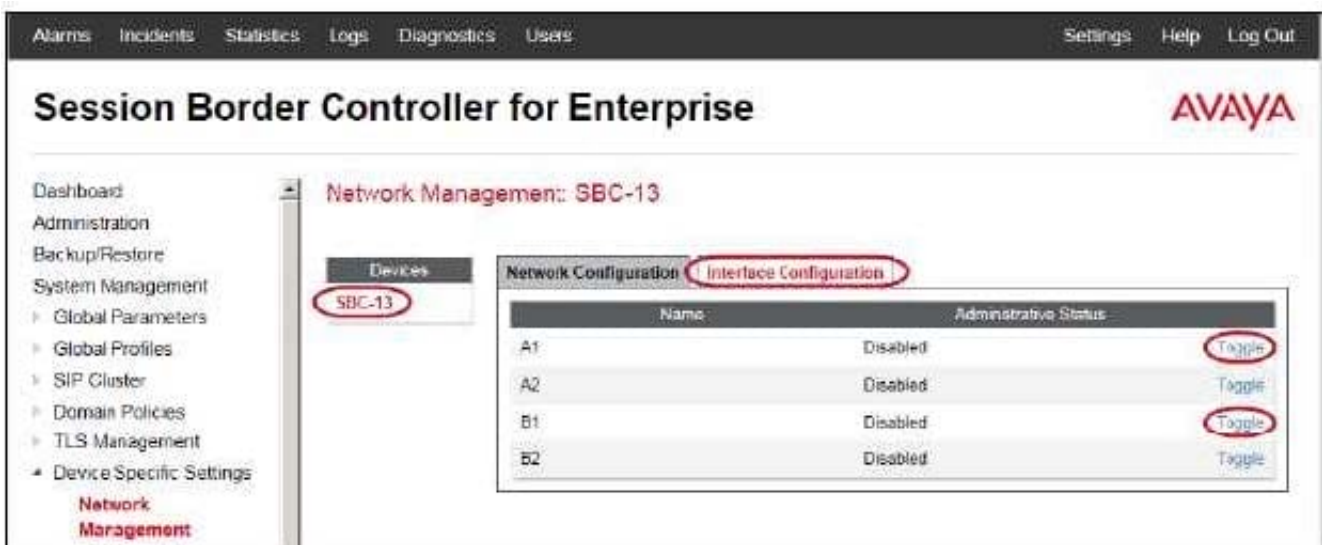 Alarms Incidents Statistics Logs Diagnostics Users Settings Help Log Out
Session Border Controller for Enterprise
AVAYA
Dashboard
Administration
Backup/Restore
System Management
Global Parameters
Global Profiles
SIP Cluster
Domain Policies
TLS Management
Device Specific Settings
Network
Management
Network Management: SBC-13
Devices
SBC-13
Network Configuration Interface Configuration
Name Administrative Status
A1 Disabled Toggle
A2 Disabled Toggle
B1 Disabled Toggle
B2 Disabled Toggle